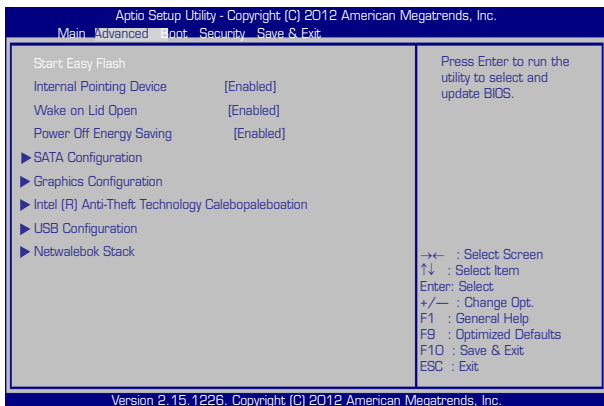 Aptio Setup Utility - Copyright (C) 2012 American Megatrends, Inc.
Main Advanced Boot Security Save & Exit
Start Easy Flash
Internal Pointing Device [Enabled]
Wake on Lid Open [Enabled]
Power Off Energy Saving [Enabled]
▶ SATA Configuration
▶ Graphics Configuration
▶ Intel (R) Anti-Theft Technology Calebopaleboation
▶ USB Configuration
▶ Netwalebok Stack
Press Enter to run the
utility to select and
update BIOS.
→← : Select Screen
↑↓ : Select Item
Enter: Select
+/— : Change Opt.
F1 : General Help
F9 : Optimized Defaults
F10 : Save & Exit
ESC : Exit
Version 2.15.1226. Copyright (C) 2012 American Megatrends, Inc.